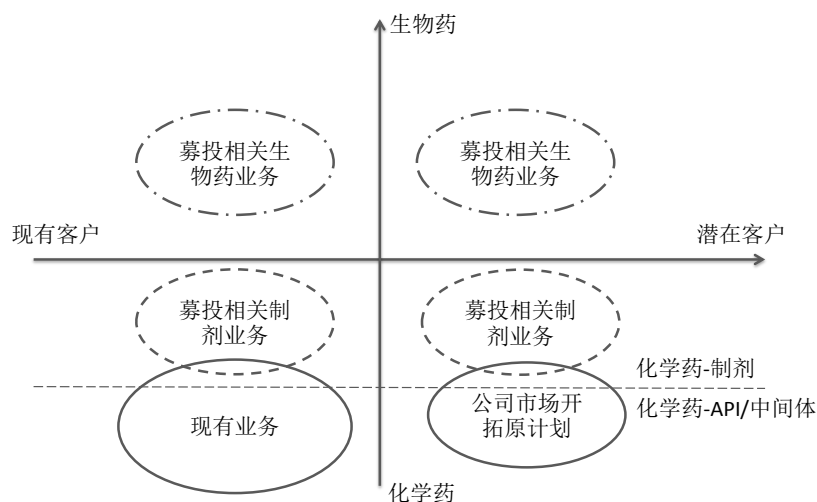 生物药
募投相关生
物药业务
募投相关生
物药业务
现有客户
潜在客户
募投相关制
剂业务
募投相关制
剂业务
化学药-制剂
现有业务
公司市场开
拓原计划
化学药-API/中间体
化学药